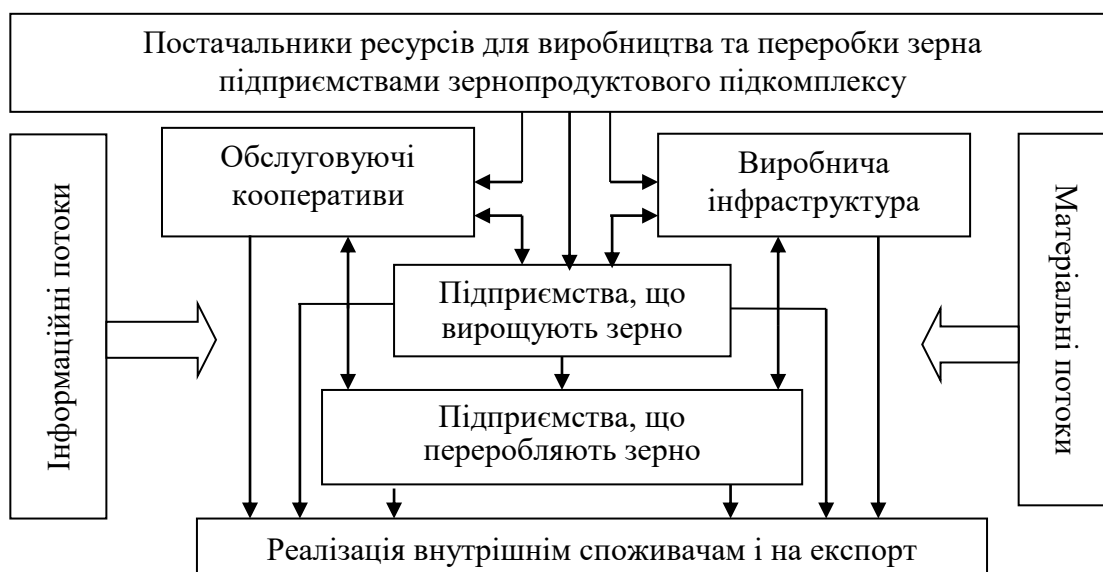 Постачальники ресурсів для виробництва та переробки зерна
підприємствами зернопродуктового підкомплексу
Інформаційні потоки
Обслуговуючі
кооперативи
Виробнича
інфраструктура
Матеріальні потоки
Підприємства, що
вирощують зерно
Підприємства, що
переробляють зерно
Реалізація внутрішнім споживачам і на експорт